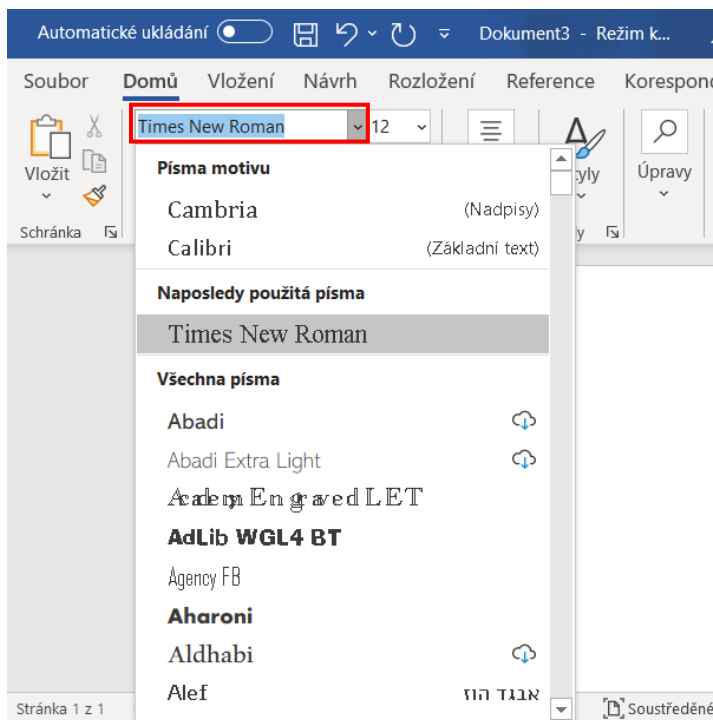 Automatické ukládání Dokument3 - Režim k...
Soubor Domů Vložení Návrh Rozložení Reference Korespond
Times New Roman 12
Vložit yly Úpravy
Schránka y
Písma motivu
Cambria (Nadpisy)
Calibri (Základní text)
Naposledy použitá písma
Times New Roman
Všechna písma
Abadi
Abadi Extra Light
Academy Engraved LET
AdLib WGL4 BT
Agency FB
Aharoni
Aldhabi
Alef אבגד הוז
Stránka 1 z 1 Soustředěné